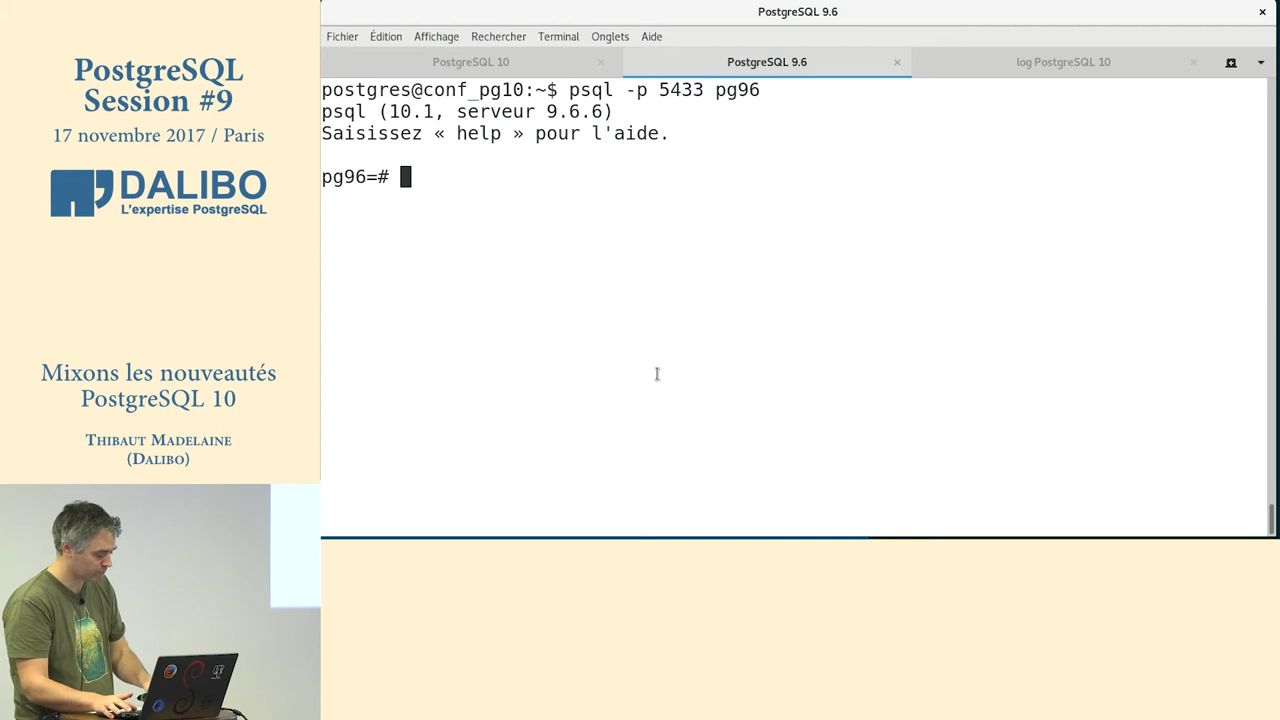 PostgreSQL
Session #9
17 novembre 2017 / Paris
DALIBO
L'expertise PostgreSQL
Mixons les nouveautés
PostgreSQL 10
Thibaut Madelaine
(Dalibo)
PostgreSQL 9.6
Fichier Édition Affichage Rechercher Terminal Onglets Aide
PostgreSQL 10 PostgreSQL 9.6 log PostgreSQL 10
postgres@conf_pg10:~$ psql -p 5433 pg96
psql (10.1, serveur 9.6.6)
Saisissez « help » pour l'aide.
pg96=#